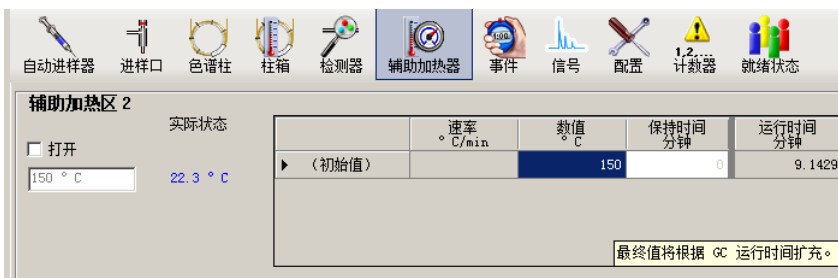 自动进样器 进样口 色谱柱 柱箱 检测器 辅助加热器 事件 信号 配置 1,2,... 计数器 就绪状态
辅助加热区 2
实际状态
打开
150 ° C
22.3 ° C
速率 数值 保持时间 运行时间
° C/min ° C 分钟 分钟
(初始值) 150 0 9.1429
最终值将根据 GC 运行时间扩充。